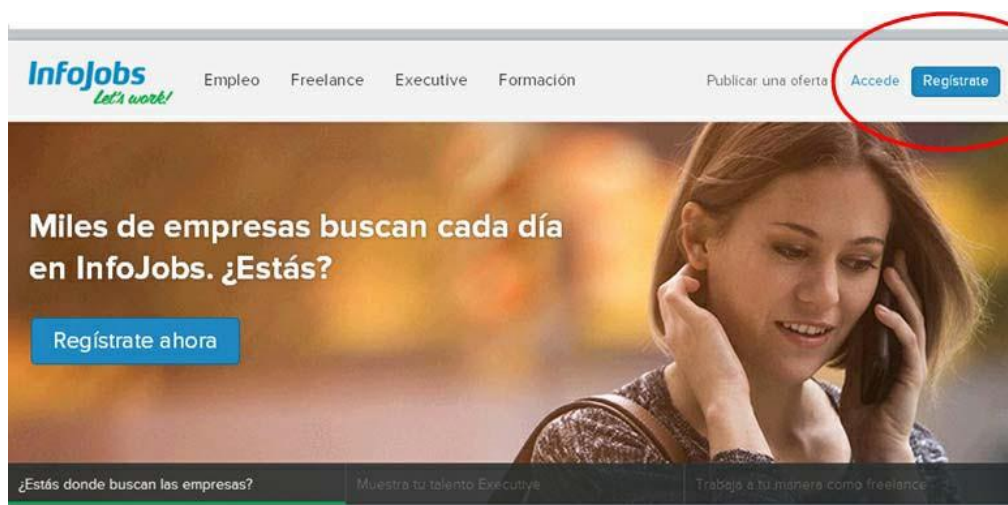 InfoJobs
Let's work!
Empleo Freelance Executive Formación Publicar una oferta Accede Regístrate
Miles de empresas buscan cada día
en InfoJobs. ¿Estás?
Regístrate ahora
¿Estás donde buscan las empresas? Muestra tu talento Executive Trabaja a tu manera como freelance